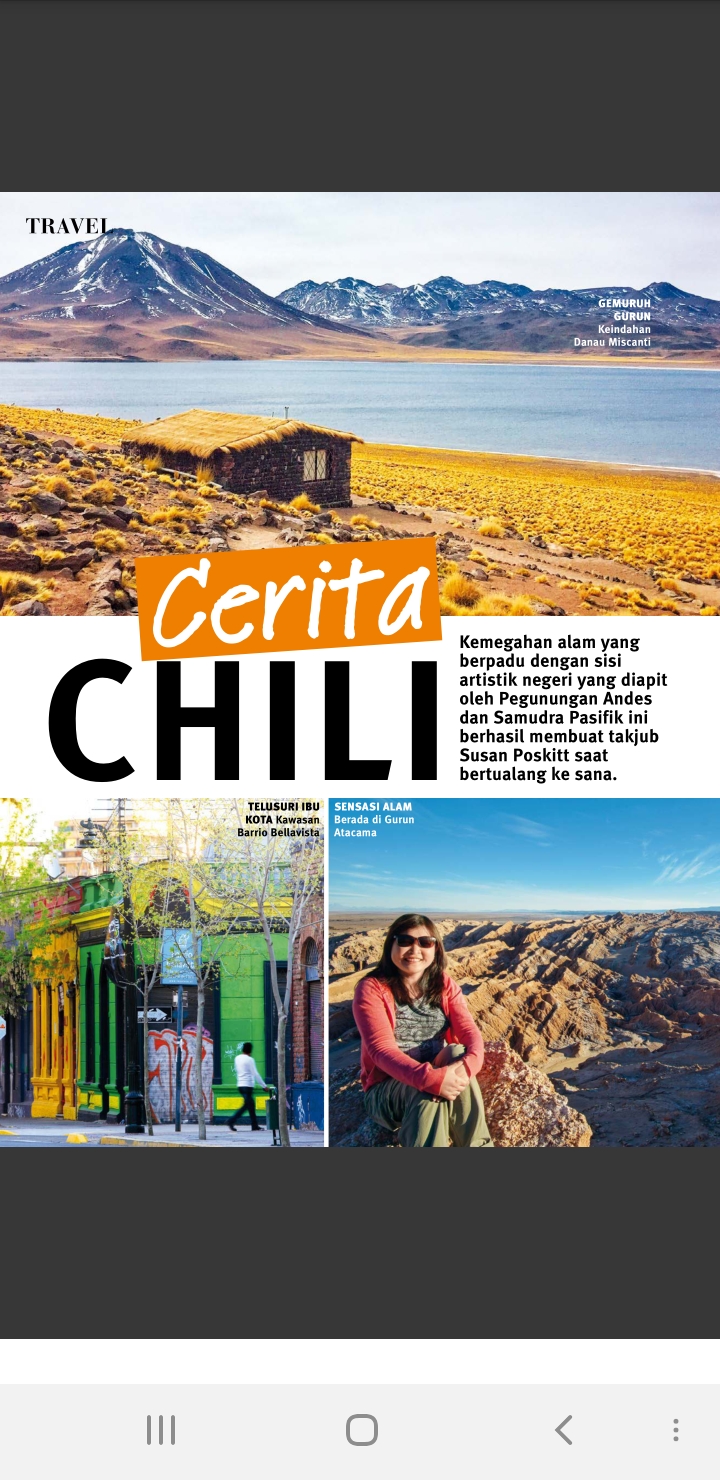 TRAVEL
GEMURUH
GURUN
Keindahan
Danau Miscanti
Cerita
CHILI
Kemegahan alam yang
berpadu dengan sisi
artistik negeri yang diapit
oleh Pegunungan Andes
dan Samudra Pasifik ini
berhasil membuat takjub
Susan Poskitt saat
bertualang ke sana.
TELUSURI IBU
KOTA Kawasan
Barrio Bellavista
SENSASI ALAM
Berada di Gurun
Atacama